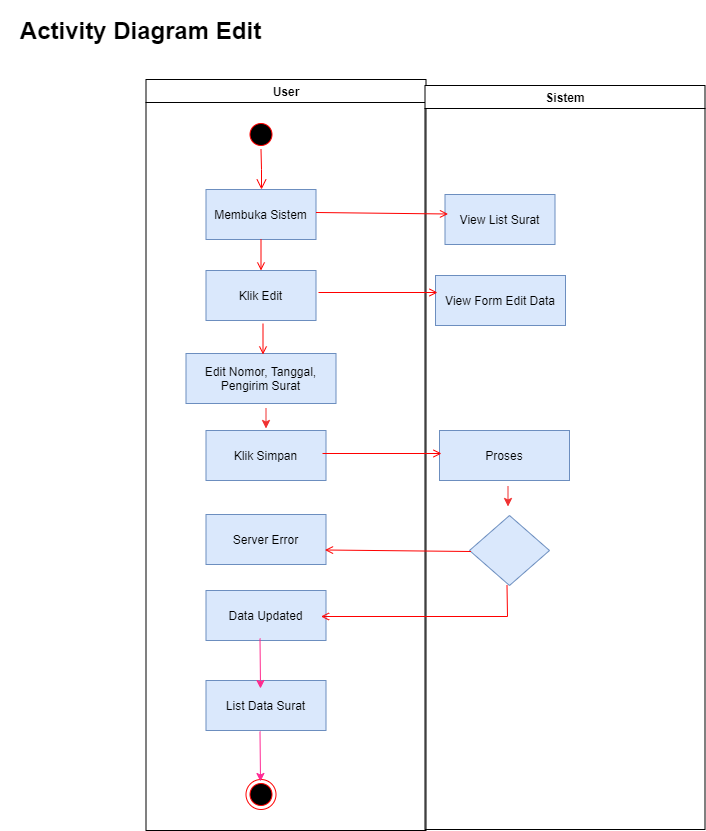 Activity Diagram Edit
User
Sistem
Membuka Sistem
View List Surat
Klik Edit
View Form Edit Data
Edit Nomor, Tanggal,
Pengirim Surat
Klik Simpan
Proses
Server Error
Data Updated
List Data Surat